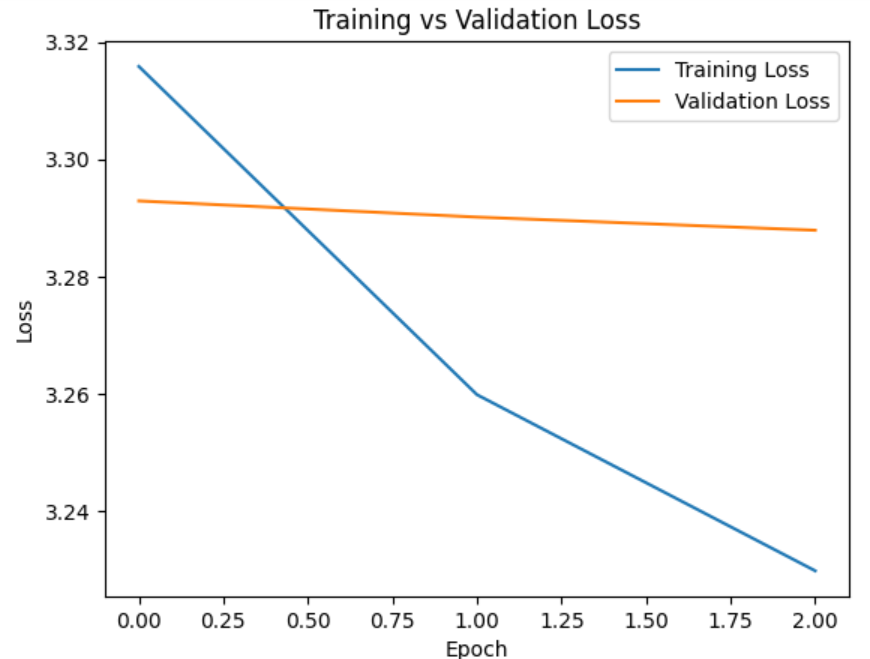 Training vs Validation Loss
3.32
3.30
3.28
3.26
3.24
Loss
Training Loss
Validation Loss
0.00 0.25 0.50 0.75 1.00 1.25 1.50 1.75 2.00
Epoch